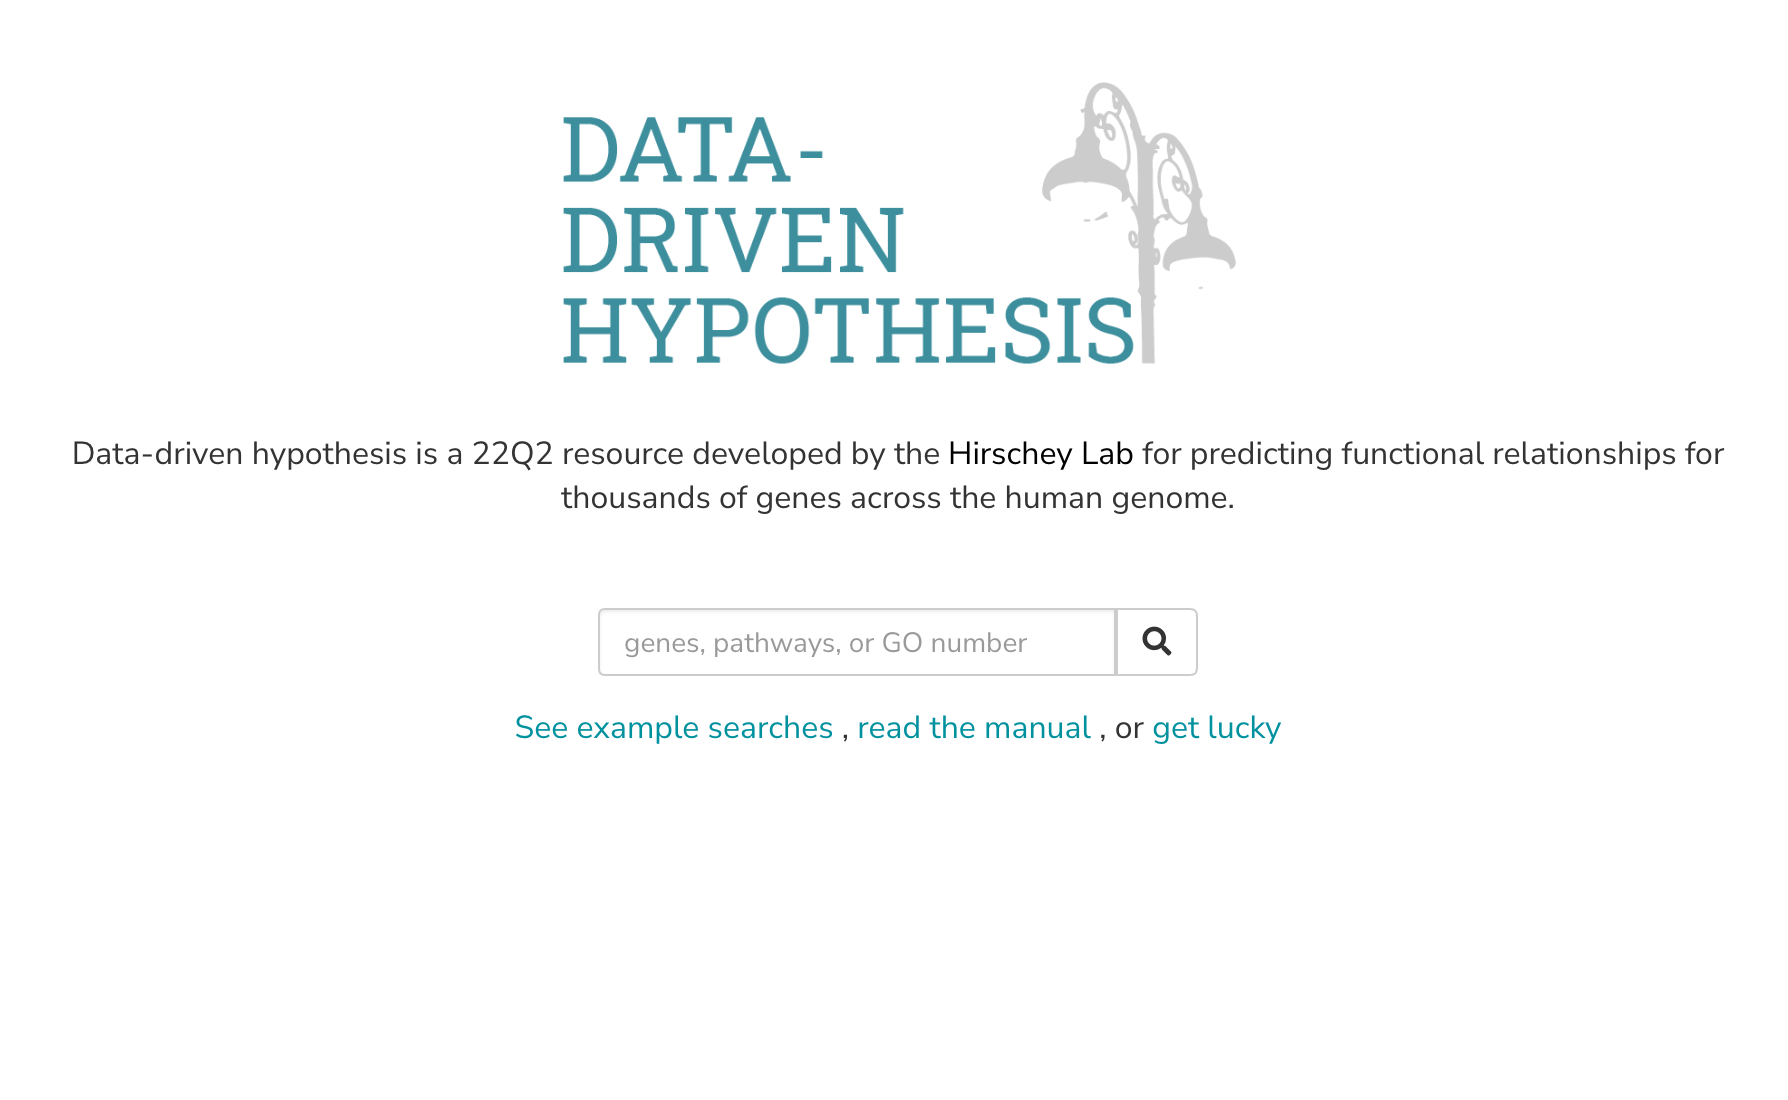 DATA-
DRIVEN
HYPOTHESIS
Data-driven hypothesis is a 22Q2 resource developed by the Hirschey Lab for predicting functional relationships for
thousands of genes across the human genome.
genes, pathways, or GO number
See example searches , read the manual , or get lucky